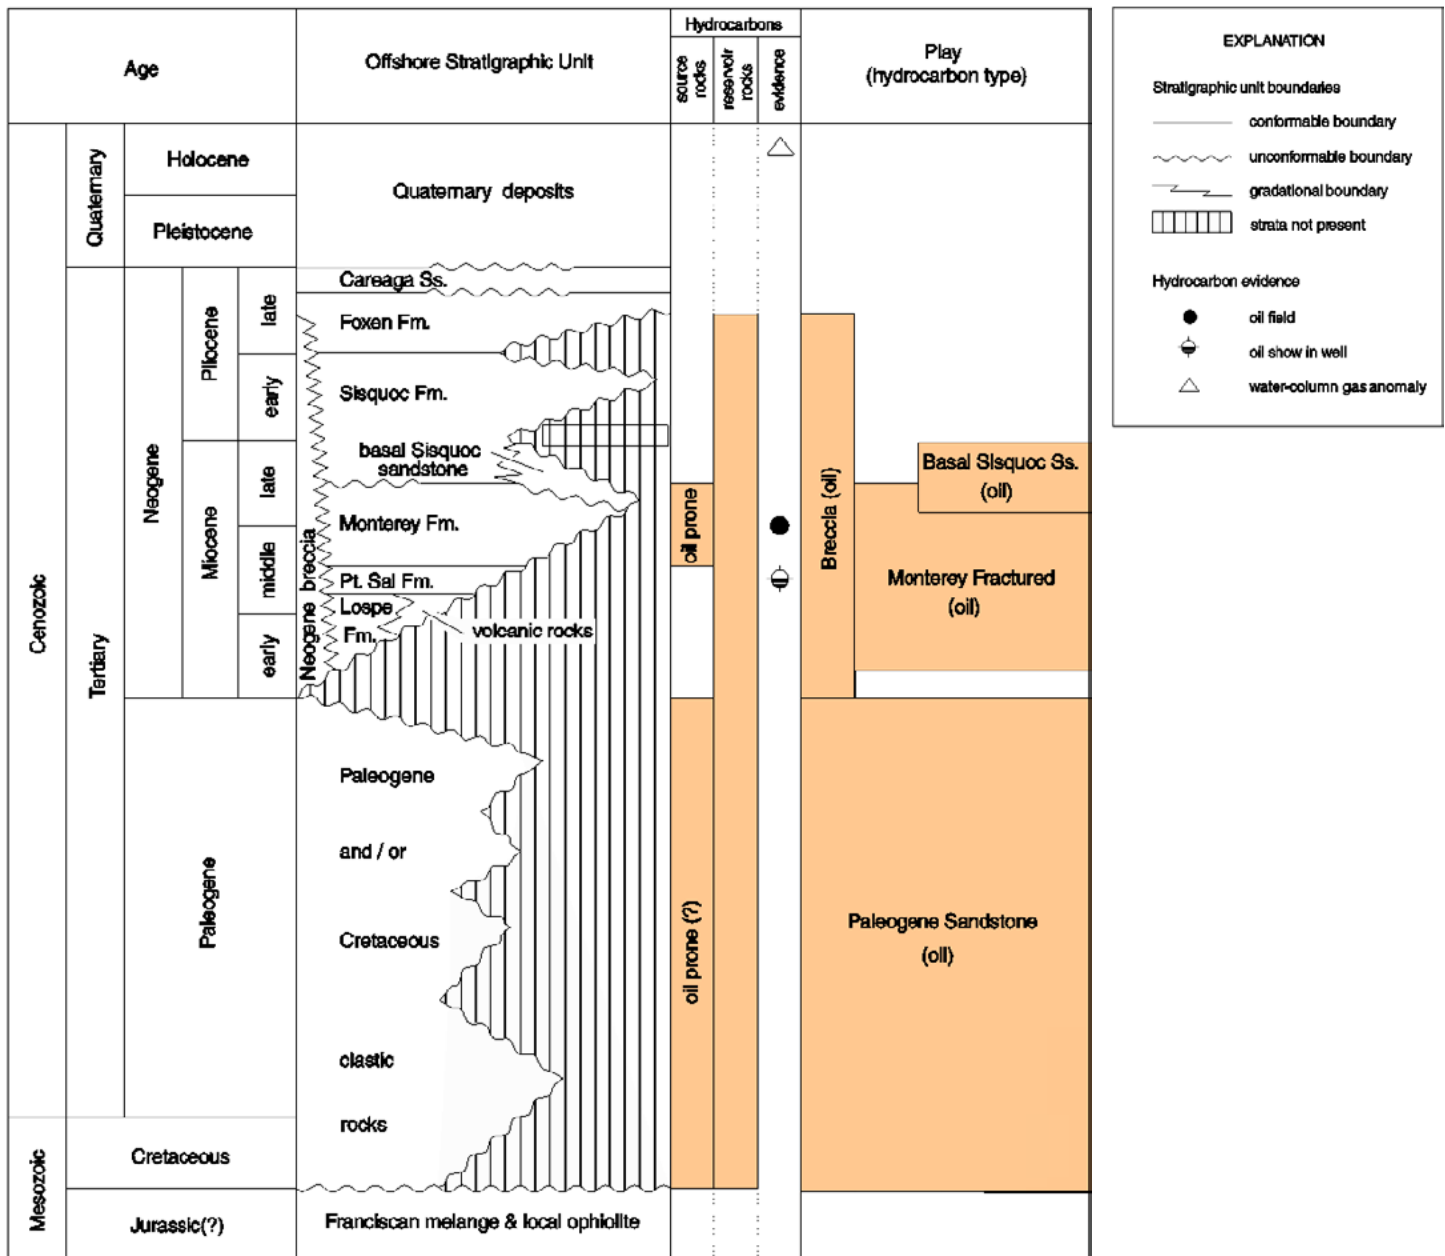 Age
Offshore Stratigraphic Unit
Hydrocarbons
source
rocks
reservoir
rocks
evidence
Play
(hydrocarbon type)
Cenozoic
Mesozoic
Quaternary
Tertiary
Holocene
Pleistocene
Neogene
Pliocene
late
early
Miocene
late
middle
early
Paleogene
Cretaceous
Jurassic(?)
Quaternary deposits
Careaga Ss.
Foxen Fm.
Sisquoc Fm.
basal Sisquoc
sandstone
Monterey Fm.
Pt. Sal Fm.
Lospe
Fm.
volcanic rocks
Neogene breccia
Paleogene
and / or
Cretaceous
clastic
rocks
Franciscan melange & local ophiolite
oil prone
oil prone (?)
Breccia (oil)
Basal Sisquoc Ss.
(oil)
Monterey Fractured
(oil)
Paleogene Sandstone
(oil)
EXPLANATION
Stratigraphic unit boundaries
conformable boundary
unconformable boundary
gradational boundary
strata not present
Hydrocarbon evidence
oil field
oil show in well
water-column gas anomaly